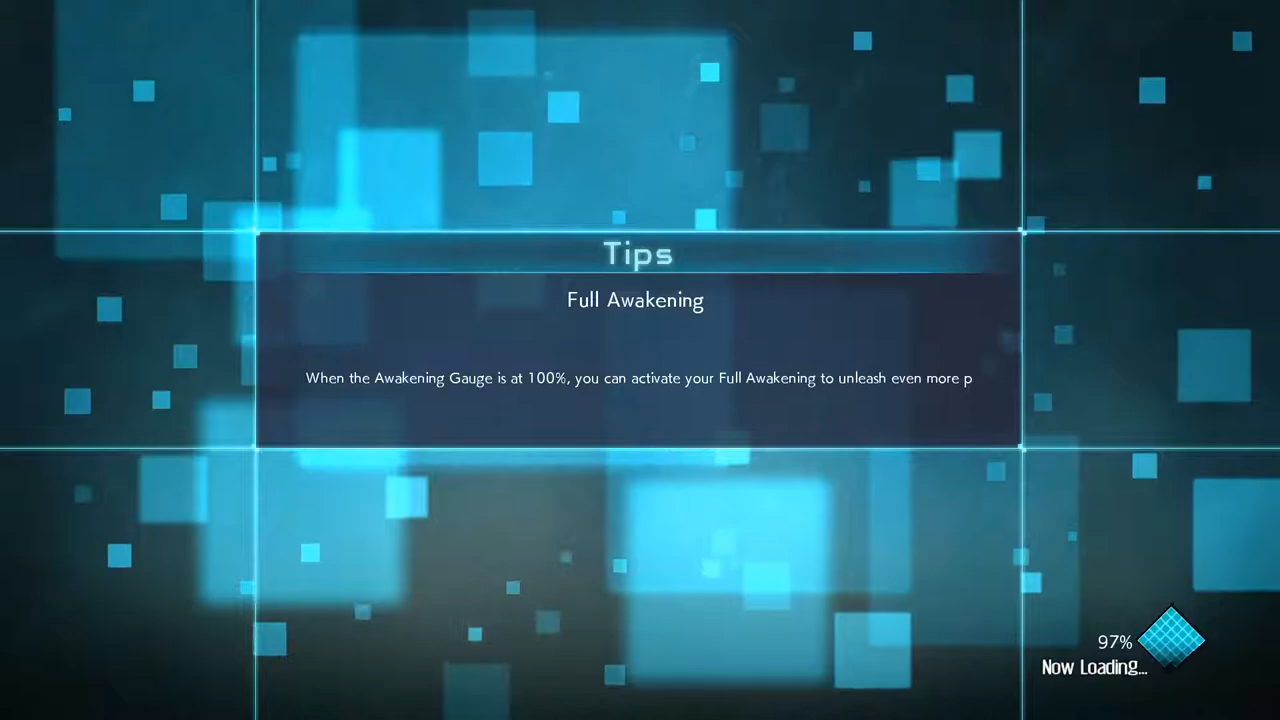 Tips
Full Awakening
When the Awakening Gauge is at 100%, you can activate your Full Awakening to unleash even more p
97%
Now Loading...